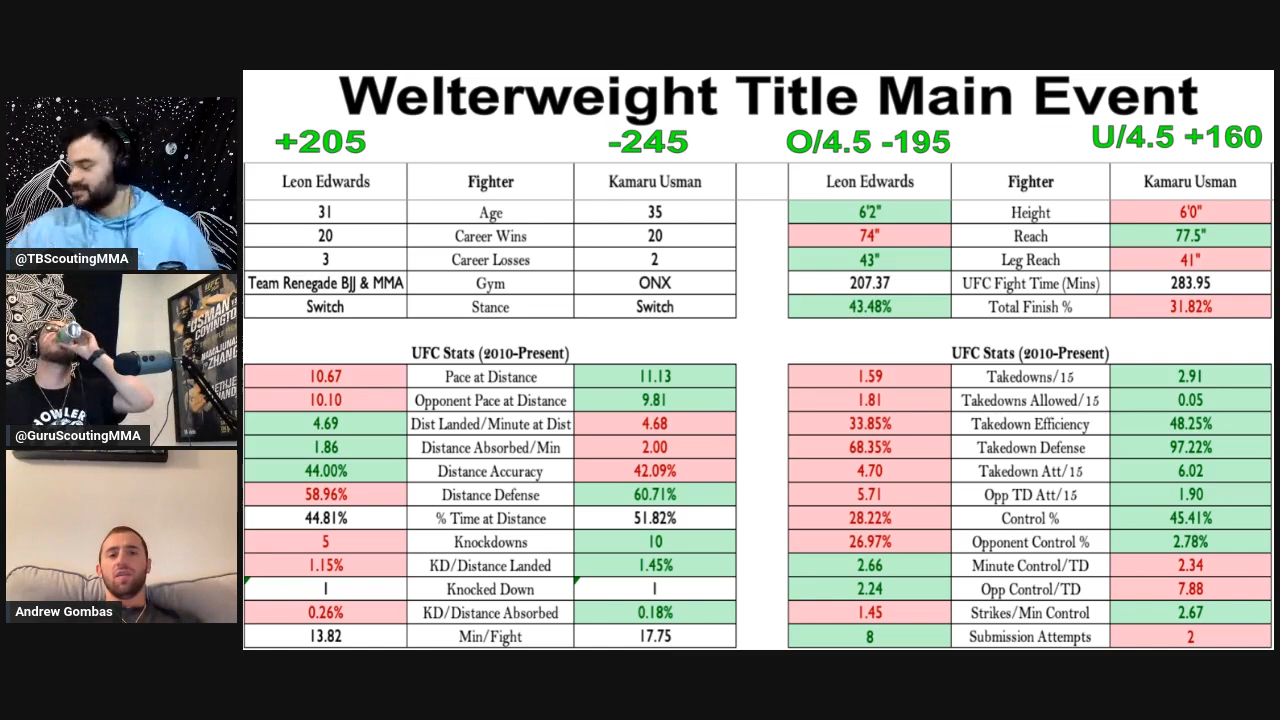 Welterweight Title Main Event
+205 -245 O/4.5 -195 U/4.5 +160
Leon Edwards Fighter Kamaru Usman Leon Edwards Fighter Kamaru Usman
31 Age 35 6'2" Height 6'0"
20 Career Wins 20 74" Reach 77.5"
3 Career Losses 2 43" Leg Reach 41"
Team Renegade BJJ & MMA Gym ONX 207.37 UFC Fight Time (Mins) 283.95
Switch Stance Switch 43.48% Total Finish % 31.82%
UFC Stats (2010-Present) UFC Stats (2010-Present)
10.67 Pace at Distance 11.13 1.59 Takedowns/15 2.91
10.10 Opponent Pace at Distance 9.81 1.81 Takedowns Allowed/15 0.05
4.69 Dist Landed/Minute at Dist 4.68 33.85% Takedown Efficiency 48.25%
1.86 Distance Absorbed/Min 2.00 68.35% Takedown Defense 97.22%
44.00% Distance Accuracy 42.09% 4.70 Takedown Att/15 6.02
58.96% Distance Defense 60.71% 5.71 Opp TD Att/15 1.90
44.81% % Time at Distance 51.82% 28.22% Control % 45.41%
5 Knockdowns 10 26.97% Opponent Control % 2.78%
1.15% KD/Distance Landed 1.45% 2.66 Minute Control/TD 2.34
1 Knocked Down 1 2.24 Opp Control/TD 7.88
0.26% KD/Distance Absorbed 0.18% 1.45 Strikes/Min Control 2.67
13.82 Min/Fight 17.75 8 Submission Attempts 2
@TBScoutingMMA
USMAN
COVINGTON
ZHANG
@GuruScoutingMMA
Andrew Gombas